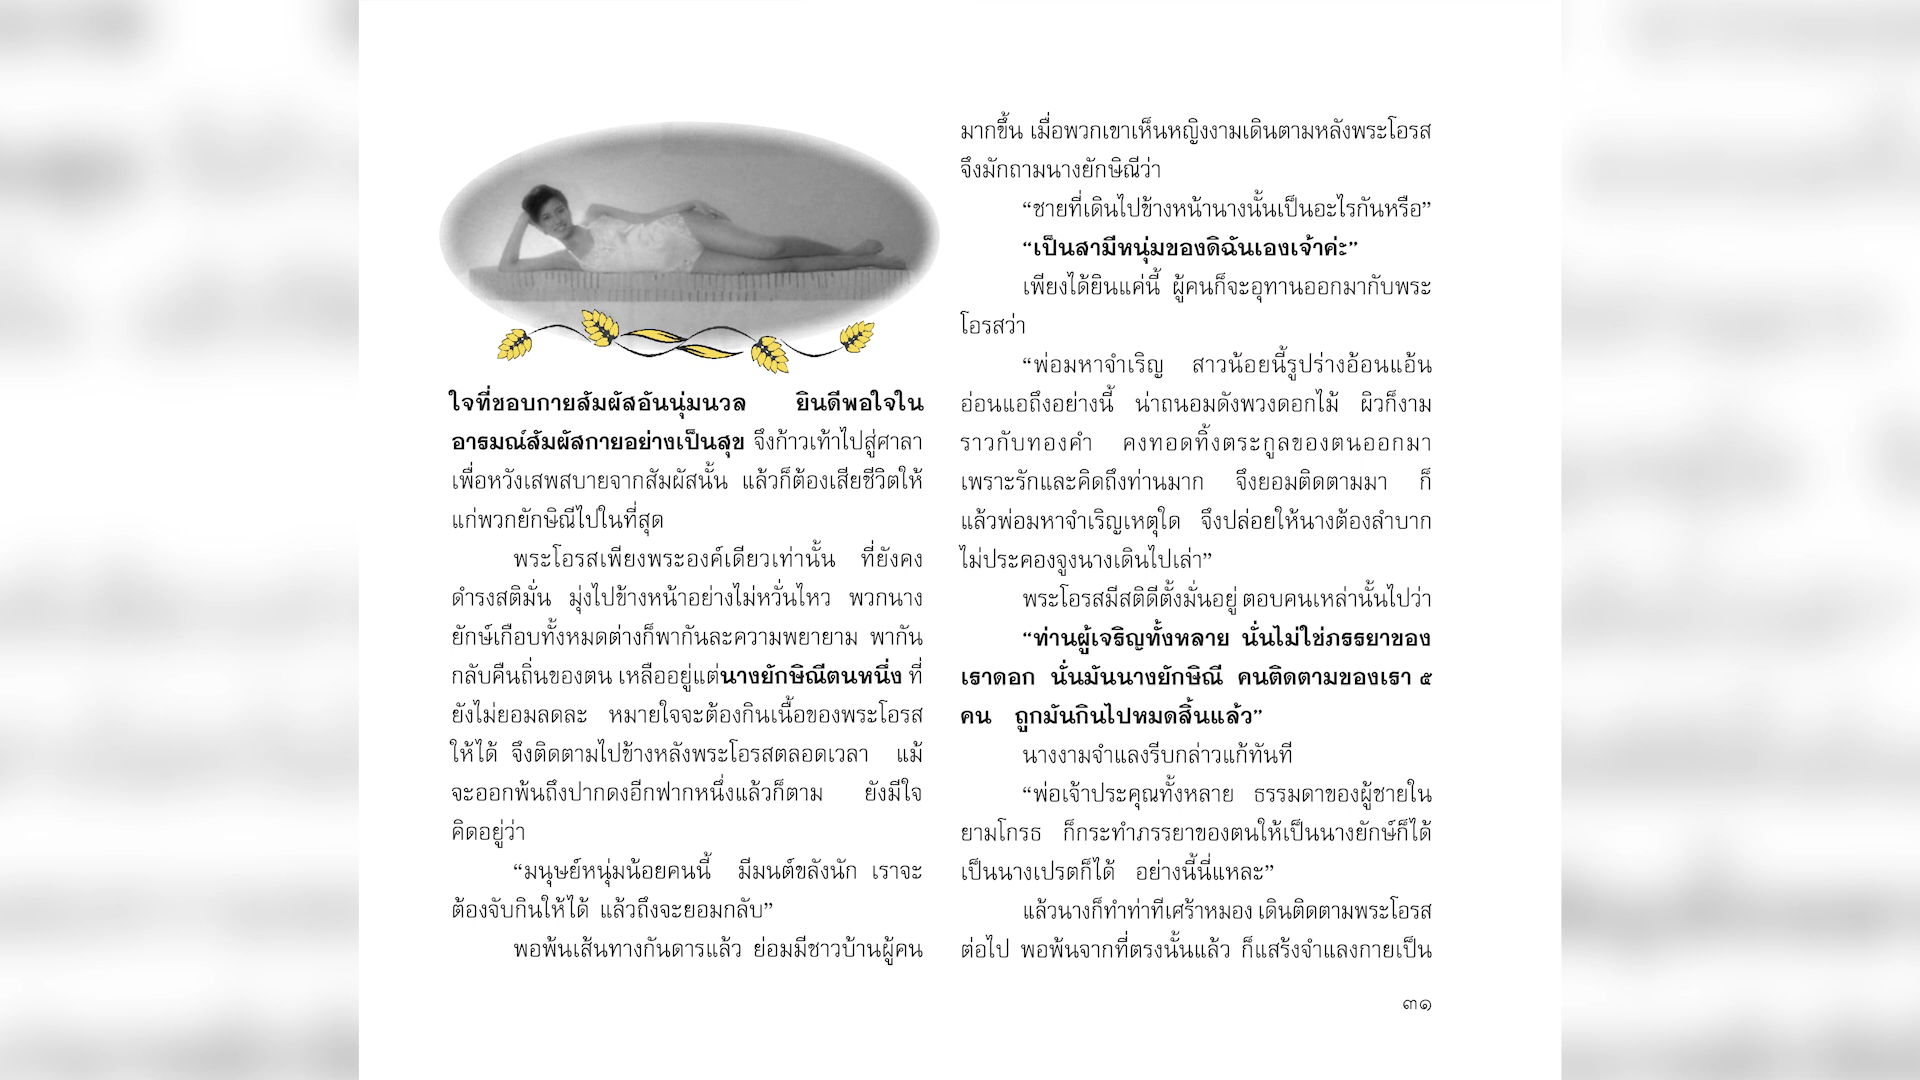 ใจที่ชอบกายสัมผัสอันนุ่มนวล ยินดีพอใจใน
อารมณ์สัมผัสกายอย่างเป็นสุข จึงก้าวเท้าไปสู่ศาลา
เพื่อหวังเสพสบายจากสัมผัสนั้น แล้วก็ต้องเสียชีวิตให้
แก่พวกยักษิณีไปในที่สุด
พระโอรสเพียงพระองค์เดียวเท่านั้น ที่ยังคง
ดำรงสติมั่น มุ่งไปข้างหน้าอย่างไม่หวั่นไหว พวกนาง
ยักษ์เกือบทั้งหมดต่างก็พากันละความพยายาม พากัน
กลับคืนถิ่นของตน เหลืออยู่แต่นางยักษิณีตนหนึ่ง ที่
ยังไม่ยอมลดละ หมายใจจะต้องกินเนื้อของพระโอรส
ให้ได้ จึงติดตามไปข้างหลังพระโอรสตลอดเวลา แม้
จะออกพ้นถึงปากดงอีกฟากหนึ่งแล้วก็ตาม ยังมีใจ
คิดอยู่ว่า
“มนุษย์หนุ่มน้อยคนนี้ มีมนต์ขลังนัก เราจะ
ต้องจับกินให้ได้ แล้วถึงจะยอมกลับ”
พอพ้นเส้นทางกันดารแล้ว ย่อมมีชาวบ้านผู้คน
มากขึ้น เมื่อพวกเขาเห็นหญิงงามเดินตามหลังพระโอรส
จึงมักถามนางยักษิณีว่า
“ชายที่เดินไปข้างหน้านางนั้นเป็นอะไรกันหรือ”
“เป็นสามีหนุ่มของดิฉันเองเจ้าค่ะ”
เพียงได้ยินแค่นี้ ผู้คนก็จะอุทานออกมากับพระ
โอรสว่า
“พ่อมหาจำเริญ สาวน้อยนี้รูปร่างอ้อนแอ้น
อ่อนแอถึงอย่างนี้ น่าถนอมดังพวงดอกไม้ ผิวก็งาม
ราวกับทองคำ คงทอดทิ้งตระกูลของตนออกมา
เพราะรักและคิดถึงท่านมาก จึงยอมติดตามมา ก็
แล้วพ่อมหาจำเริญเหตุใด จึงปล่อยให้นางต้องลำบาก
ไม่ประคองจูงนางเดินไปเล่า”
พระโอรสมีสติดีตั้งมั่นอยู่ ตอบคนเหล่านั้นไปว่า
“ท่านผู้เจริญทั้งหลาย นั่นไม่ใช่ภรรยาของ
เราดอก นั่นมันนางยักษิณี คนติดตามของเรา ๕
คน ถูกมันกินไปหมดสิ้นแล้ว”
นางงามจำแลงรีบกล่าวแก้ทันที
“พ่อเจ้าประคุณทั้งหลาย ธรรมดาของผู้ชายใน
ยามโกรธ ก็กระทำภรรยาของตนให้เป็นนางยักษ์ก็ได้
เป็นนางเปรตก็ได้ อย่างนี้นี่แหละ”
แล้วนางก็ทำท่าทีเศร้าหมอง เดินติดตามพระโอรส
ต่อไป พอพ้นจากที่ตรงนั้นแล้ว ก็แสร้งจำแลงกายเป็น
๓๑